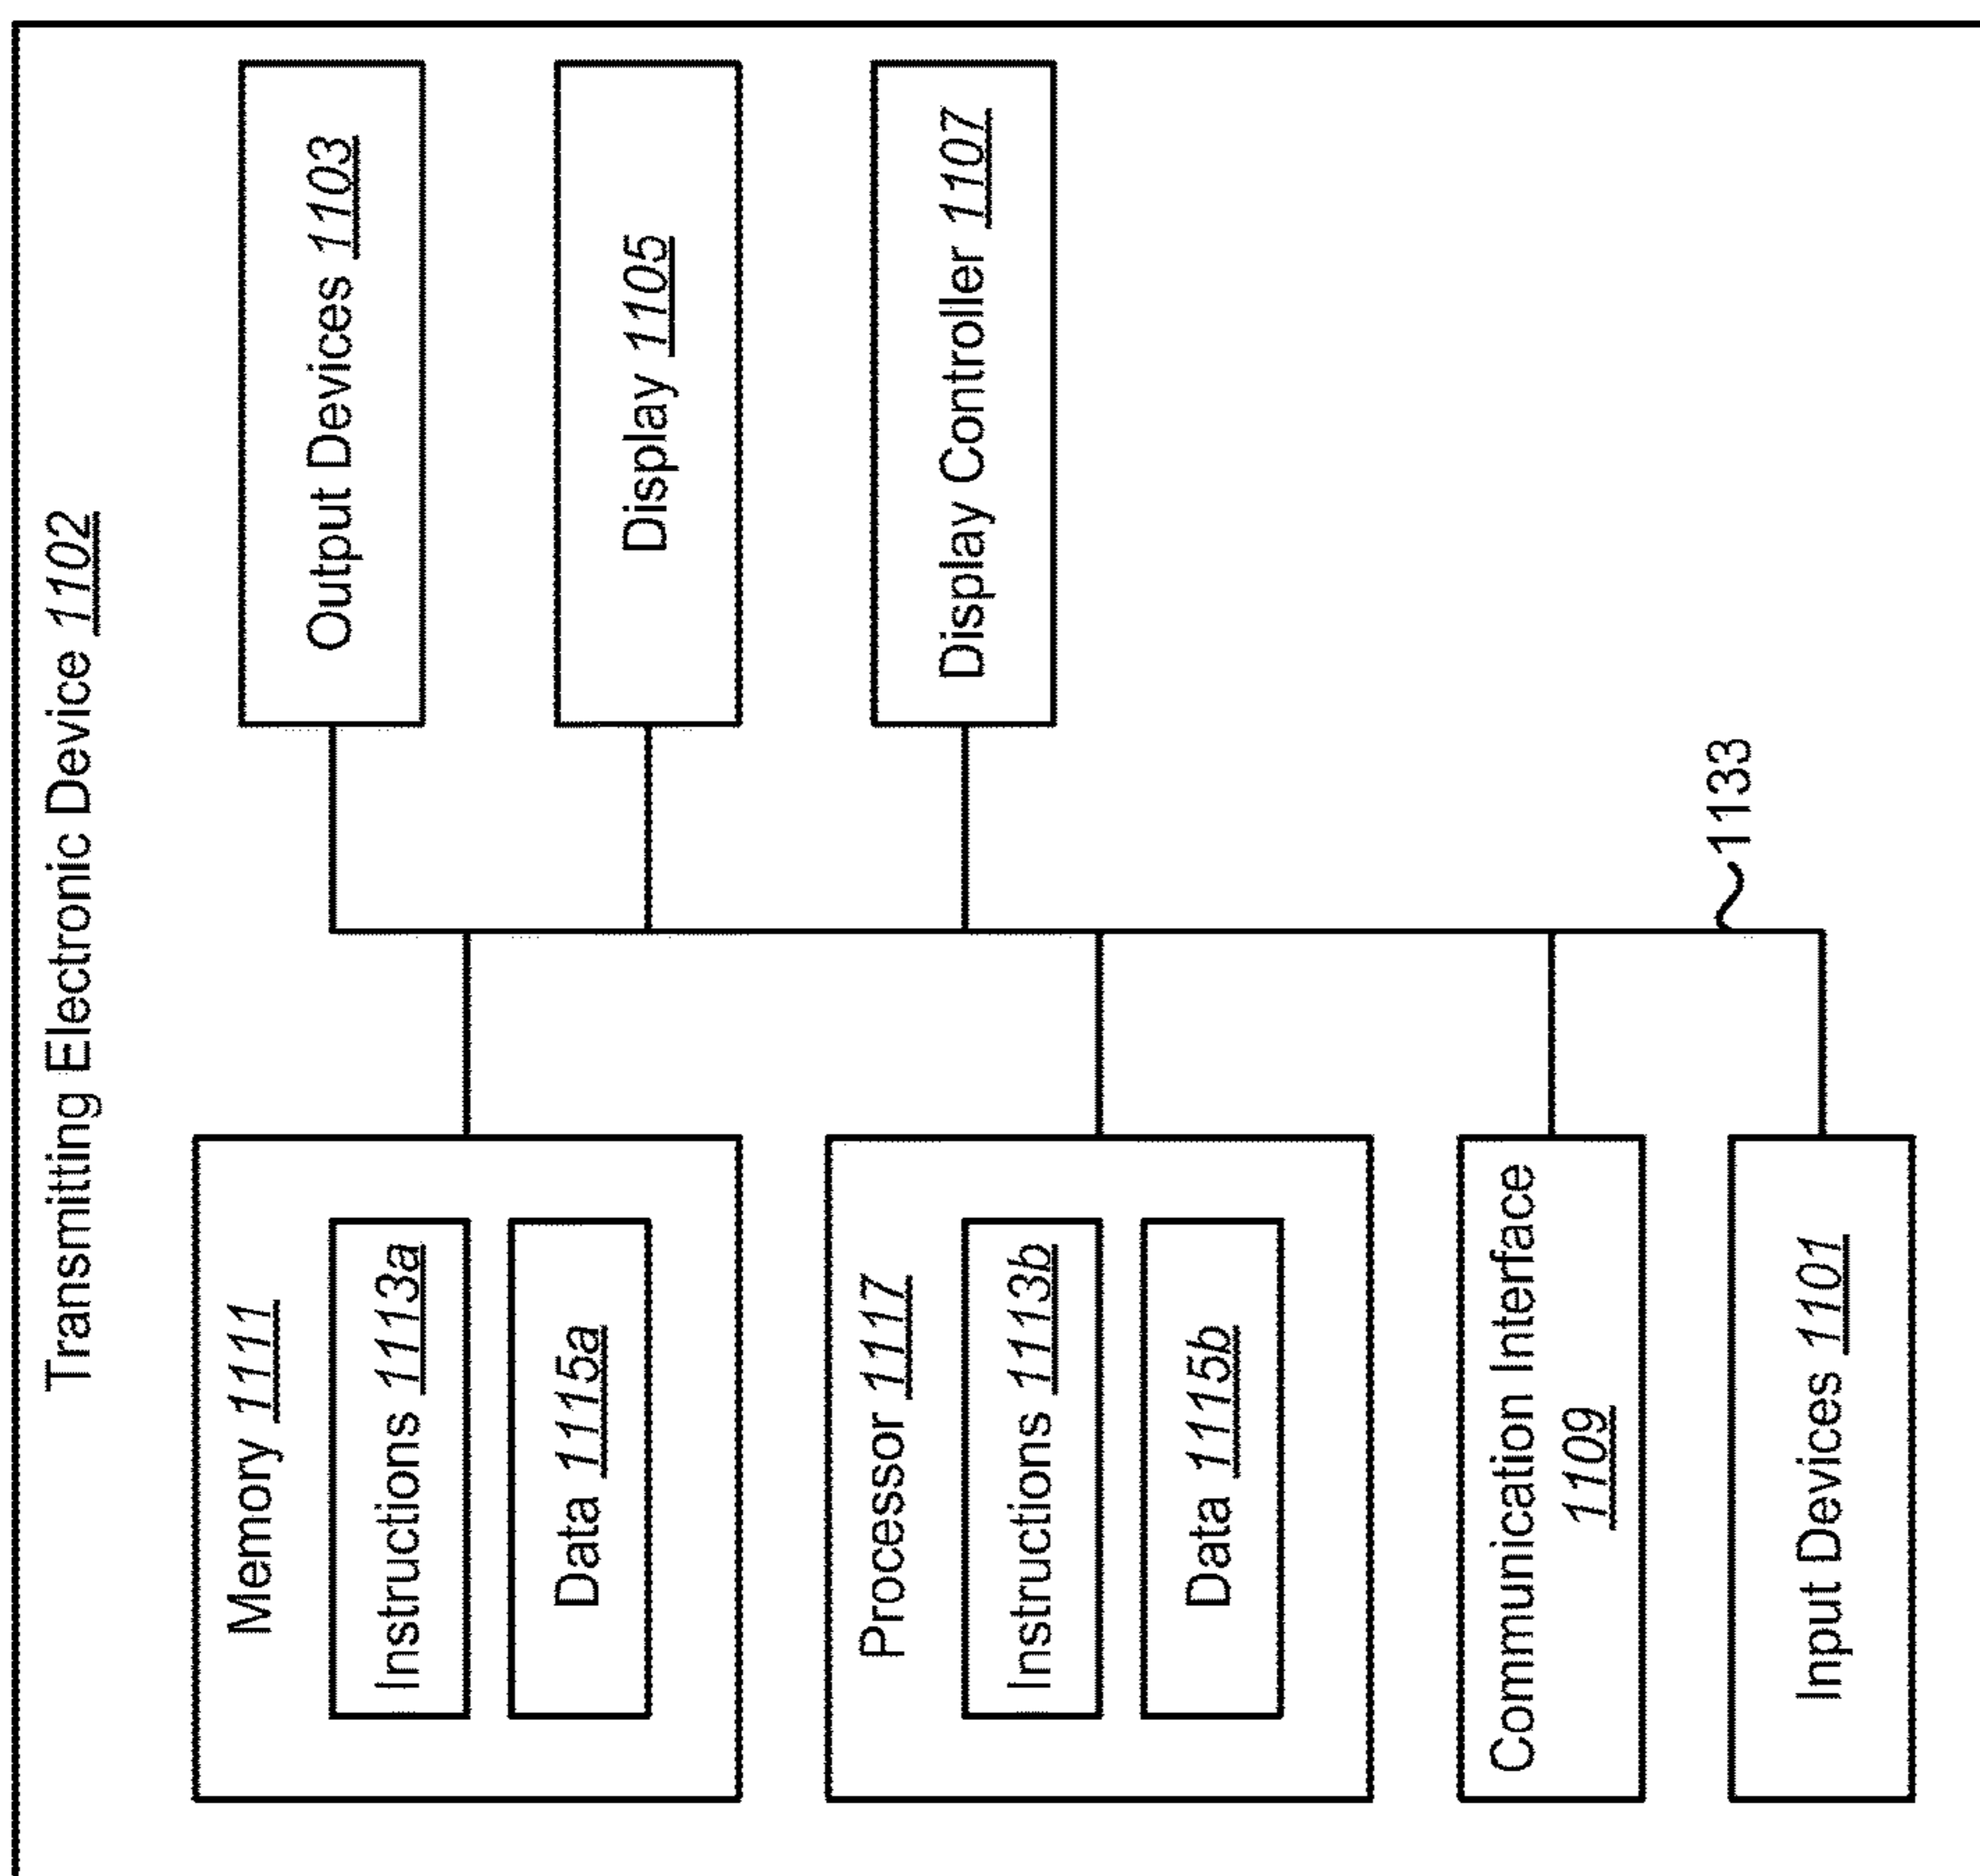 Transmitting Electronic Device 1102
Memory 1111
Instructions 1113a
Data 1115a
Processor 1117
Instructions 1113b
Data 1115b
Communication Interface
1109
Input Devices 1101
Output Devices 1103
Display 1105
Display Controller 1107
1133